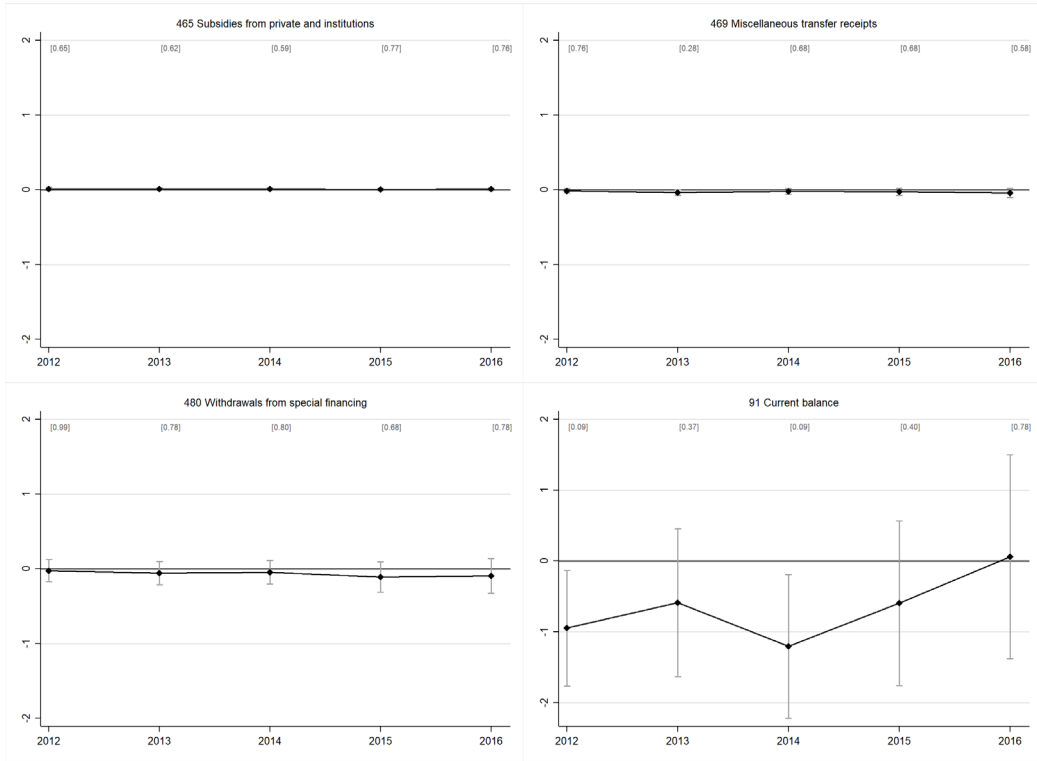 465 Subsidies from private and institutions
[0.65] [0.62] [0.59] [0.77] [0.76]
2
1
0
-1
-2
2012 2013 2014 2015 2016
469 Miscellaneous transfer receipts
[0.76] [0.28] [0.68] [0.68] [0.58]
2
1
0
-1
-2
2012 2013 2014 2015 2016
480 Withdrawals from special financing
[0.99] [0.78] [0.80] [0.68] [0.78]
2
1
0
-1
-2
2012 2013 2014 2015 2016
91 Current balance
[0.09] [0.37] [0.09] [0.40] [0.78]
2
1
0
-1
-2
2012 2013 2014 2015 2016